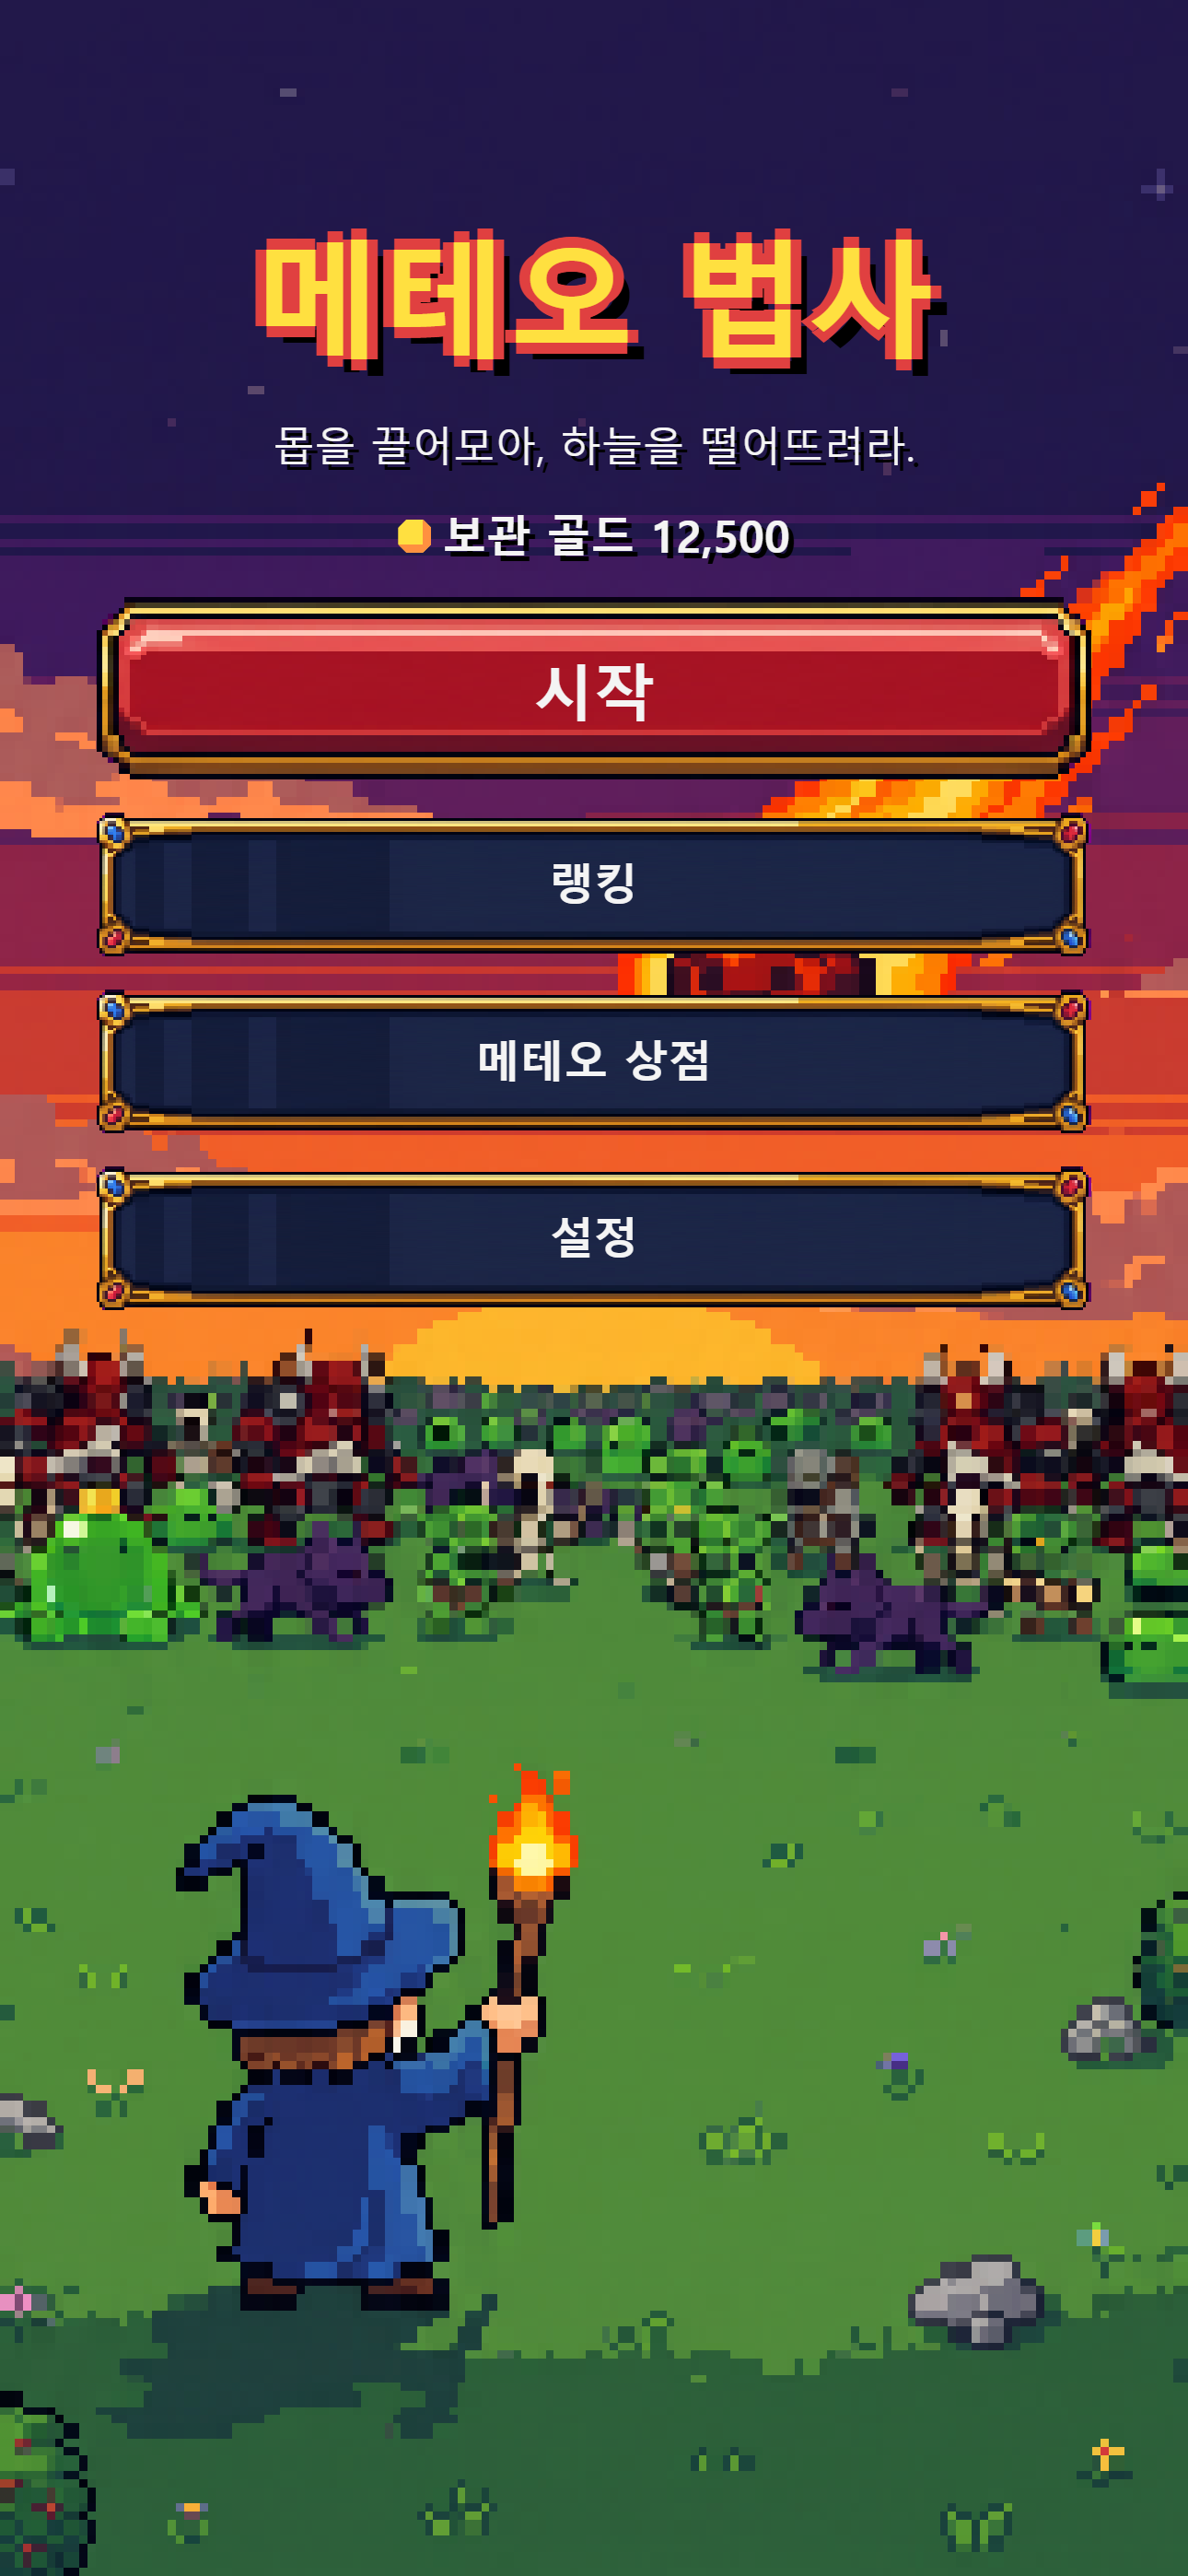 메테오 법사
몹을 끌어모아, 하늘을 떨어뜨려라.
보관 골드 12,500
시작
랭킹
메테오 상점
설정